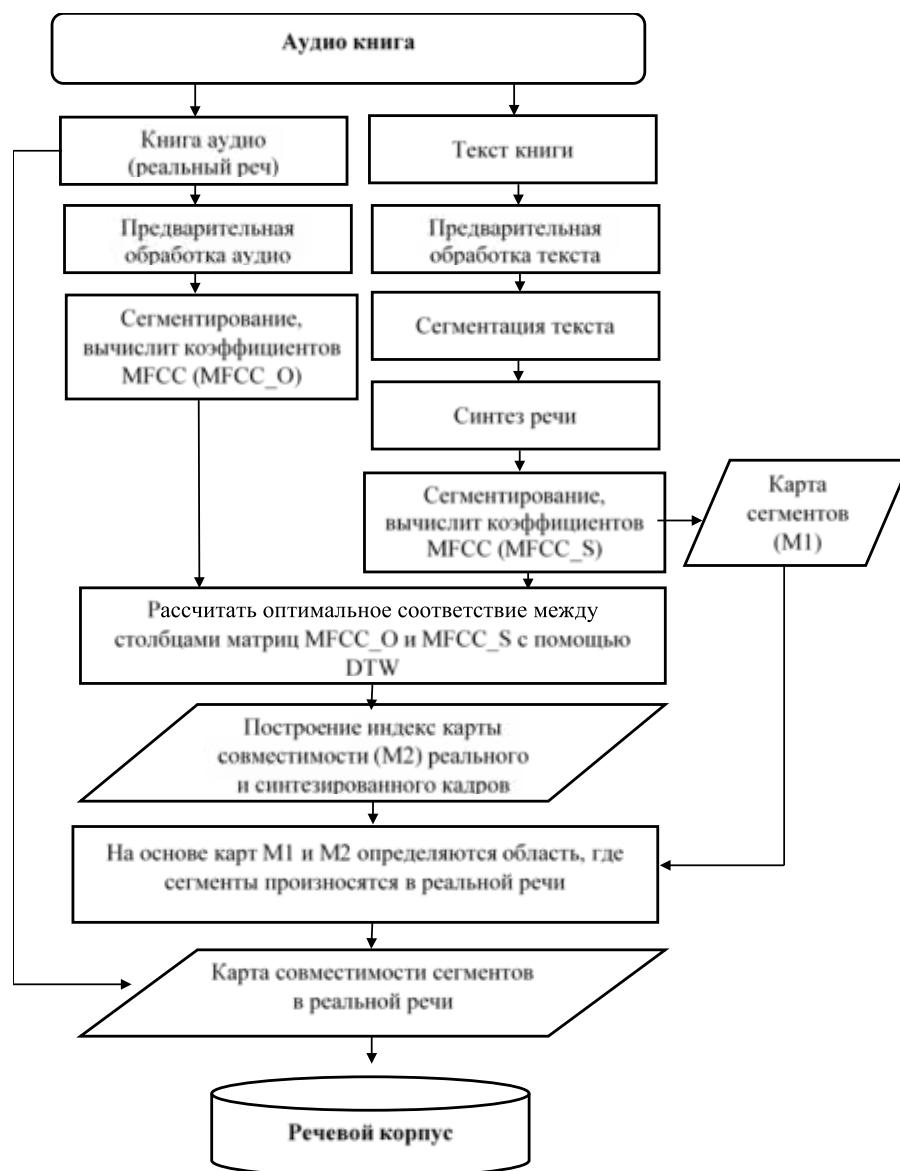 Аудио книга
Книга аудио
(реальный реч)
Текст книги
Предварительная
обработка аудио
Предварительная
обработка текста
Сегментирование,
вычислит коэффициентов
MFCC (MFCC_O)
Сегментация текста
Синтез речи
Сегментирование,
вычислит коэффициентов
MFCC (MFCC_S)
Карта
сегментов
(M1)
Рассчитать оптимальное соответствие между
столбцами матриц MFCC_O и MFCC_S с помощью
DTW
Построение индекс карты
совместимости (M2) реального
и синтезированного кадров
На основе карт M1 и M2 определяются область, где
сегменты произносятся в реальной речи
Карта совместимости сегментов
в реальной речи
Речевой корпус